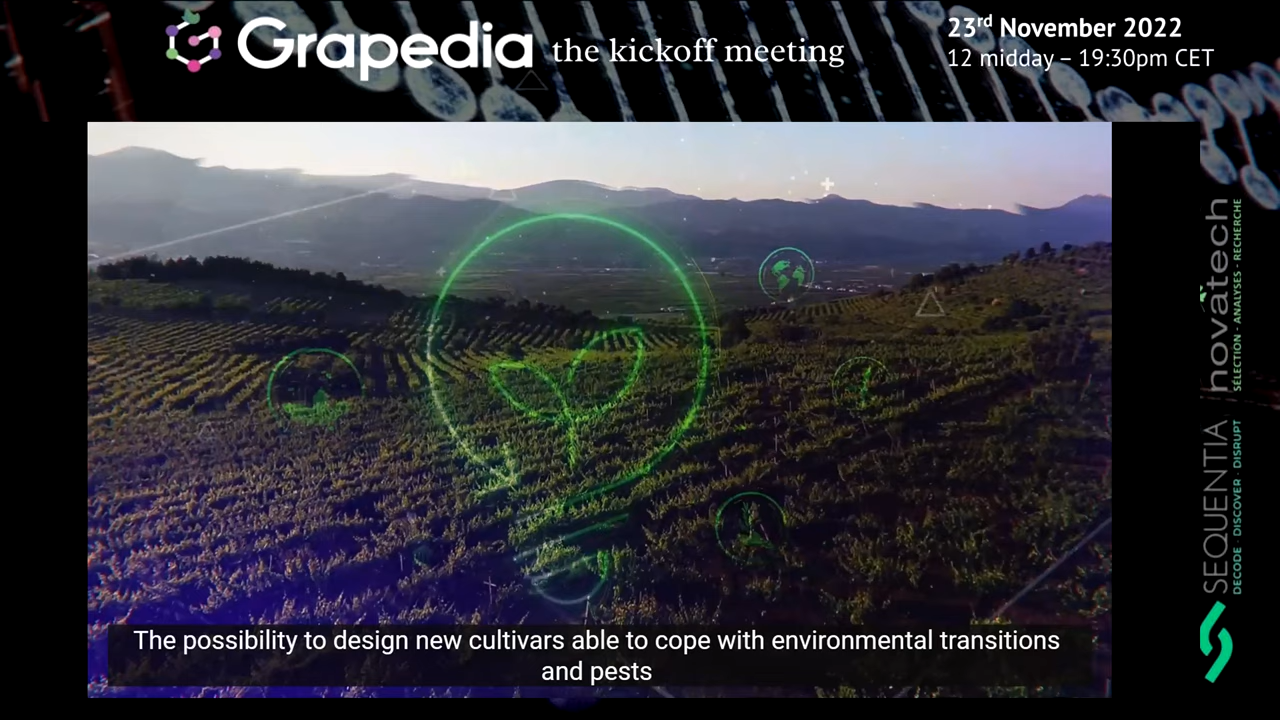 Grapedia the kickoff meeting
23rd November 2022
12 midday – 19:30pm CET
novatech
SÉLECTION - ANALYSES - RECHERCHE
SEQUENTIA
DECODE · DISCOVER · DISRUPT
The possibility to design new cultivars able to cope with environmental transitions
and pests